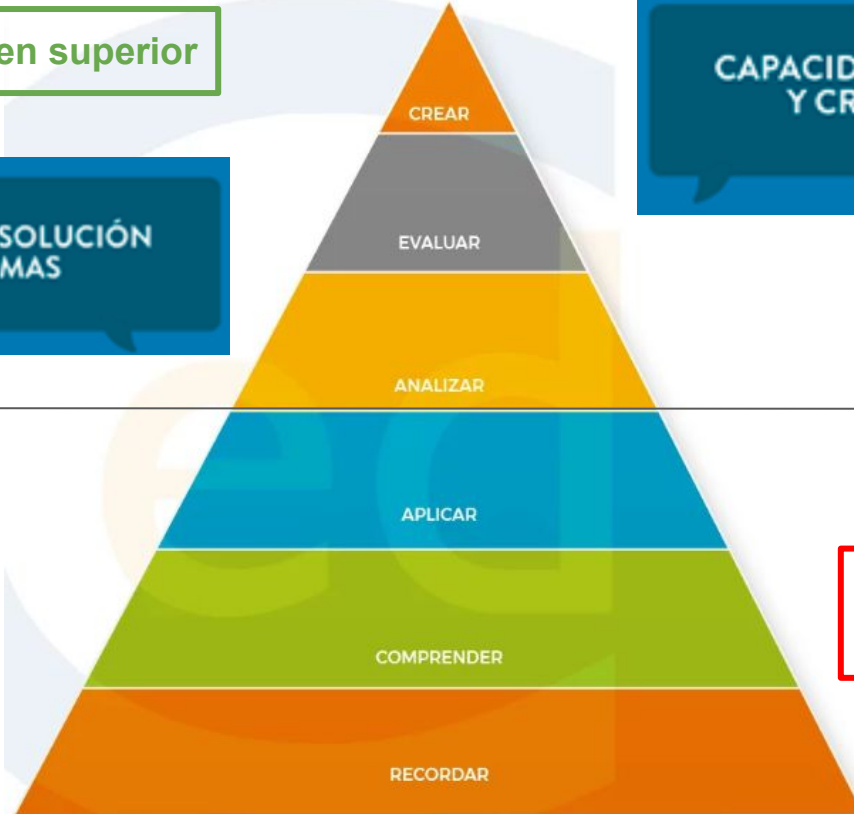 en superior
CAPACID
Y CR
CREAR
SOLUCIÓN
MAS
EVALUAR
ANALIZAR
APLICAR
COMPRENDER
RECORDAR